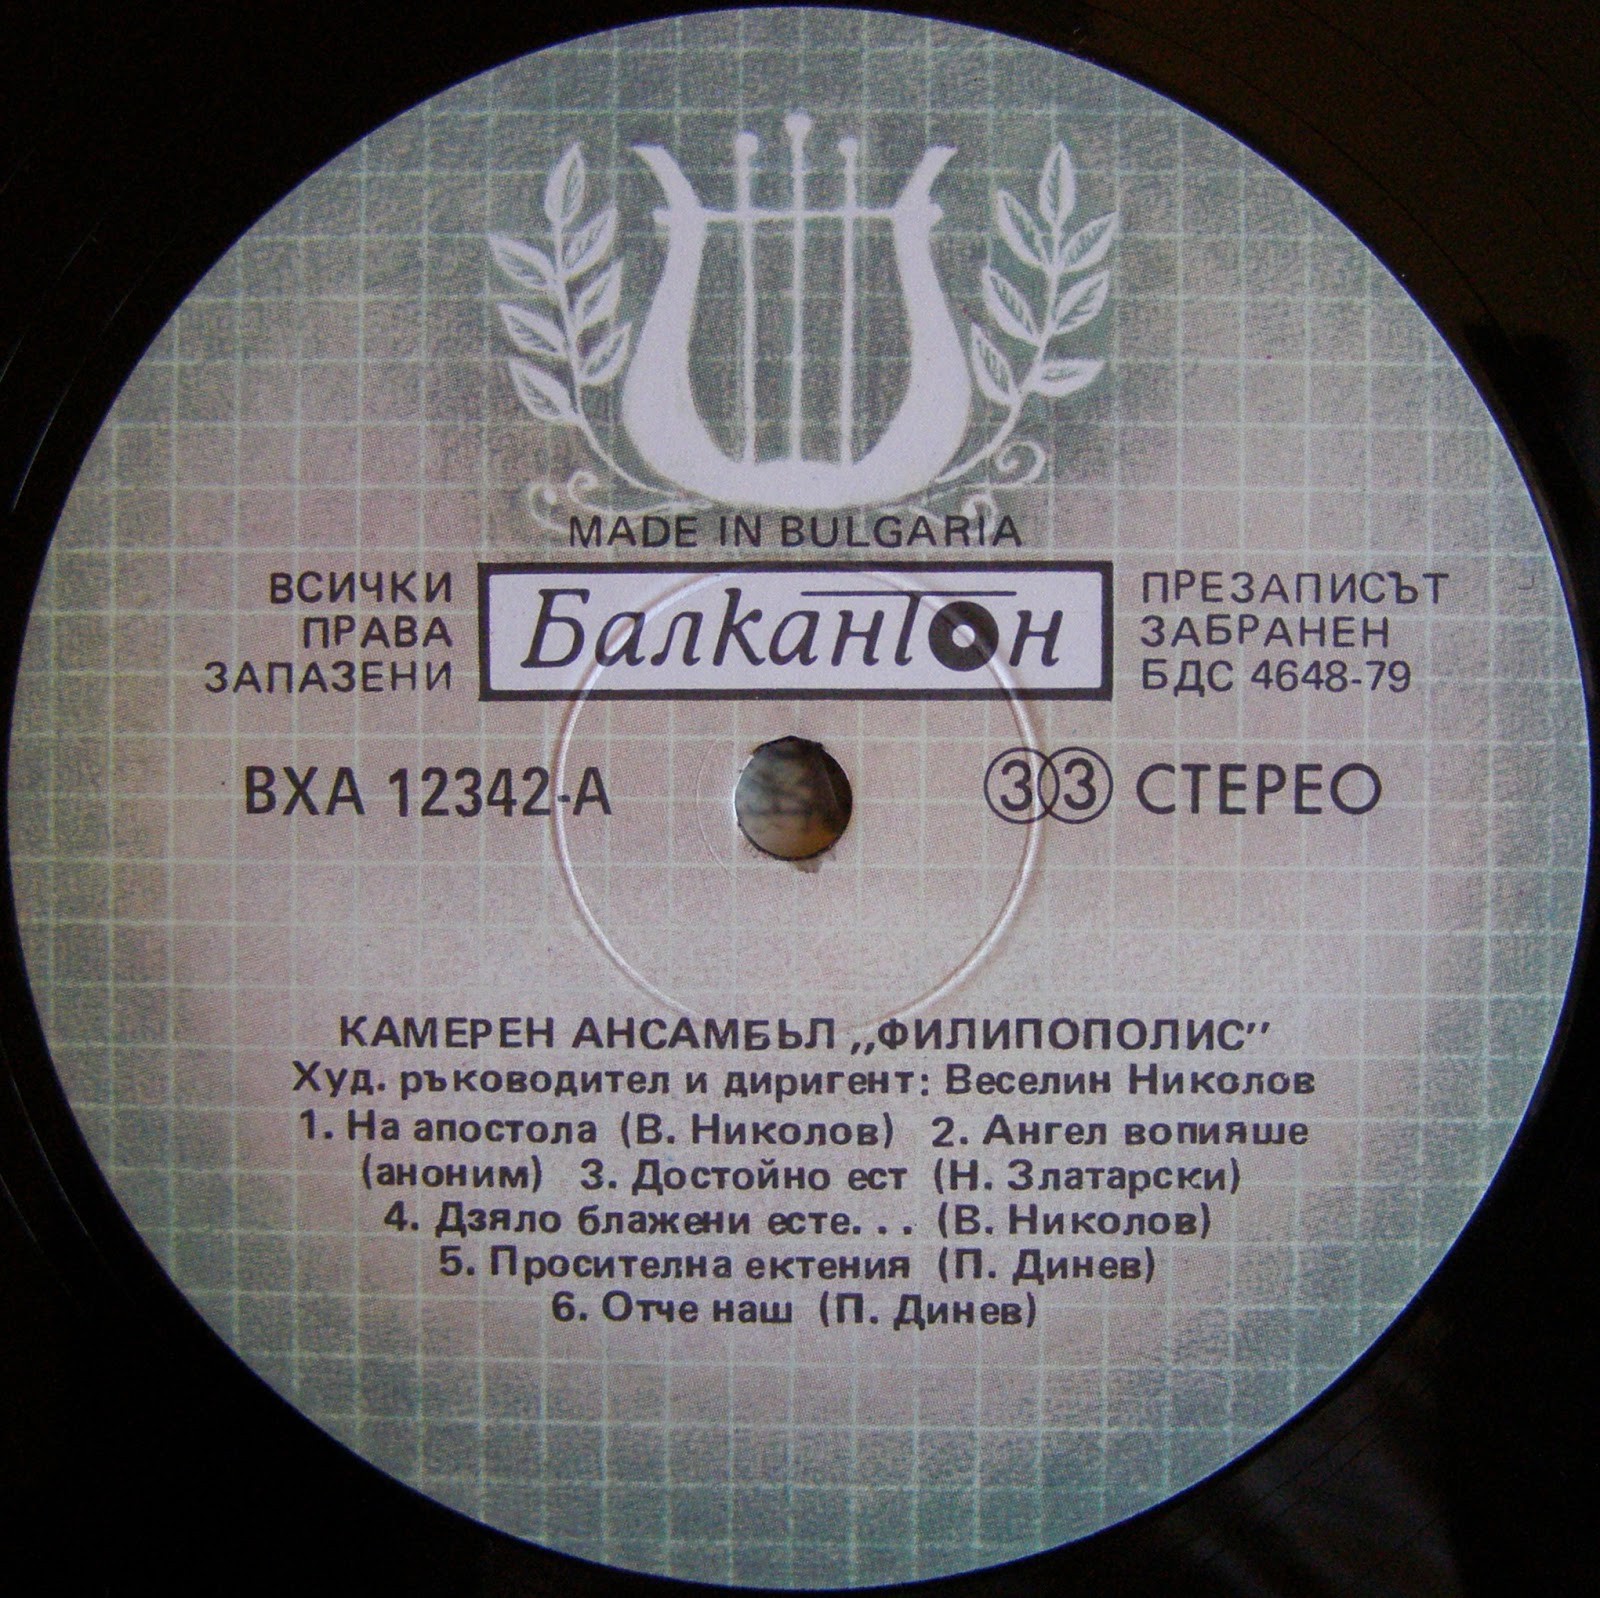 MADE IN BULGARIA
ВСИЧКИ
ПРАВА
ЗАПАЗЕНИ
Балкантон
ПРЕЗАПИСЪТ
ЗАБРАНЕН
БДС 4648-79
ВХА 12342-А
33 СТЕРЕО
КАМЕРЕН АНСАМБЪЛ „ФИЛИПОПОЛИС”
Худ. ръководител и диригент: Веселин Николов
1. На апостола (В. Николов) 2. Ангел вопияше
(аноним) 3. Достойно ест (Н. Златарски)
4. Дзяло блажени есте... (В. Николов)
5. Просителна ектения (П. Динев)
6. Отче наш (П. Динев)